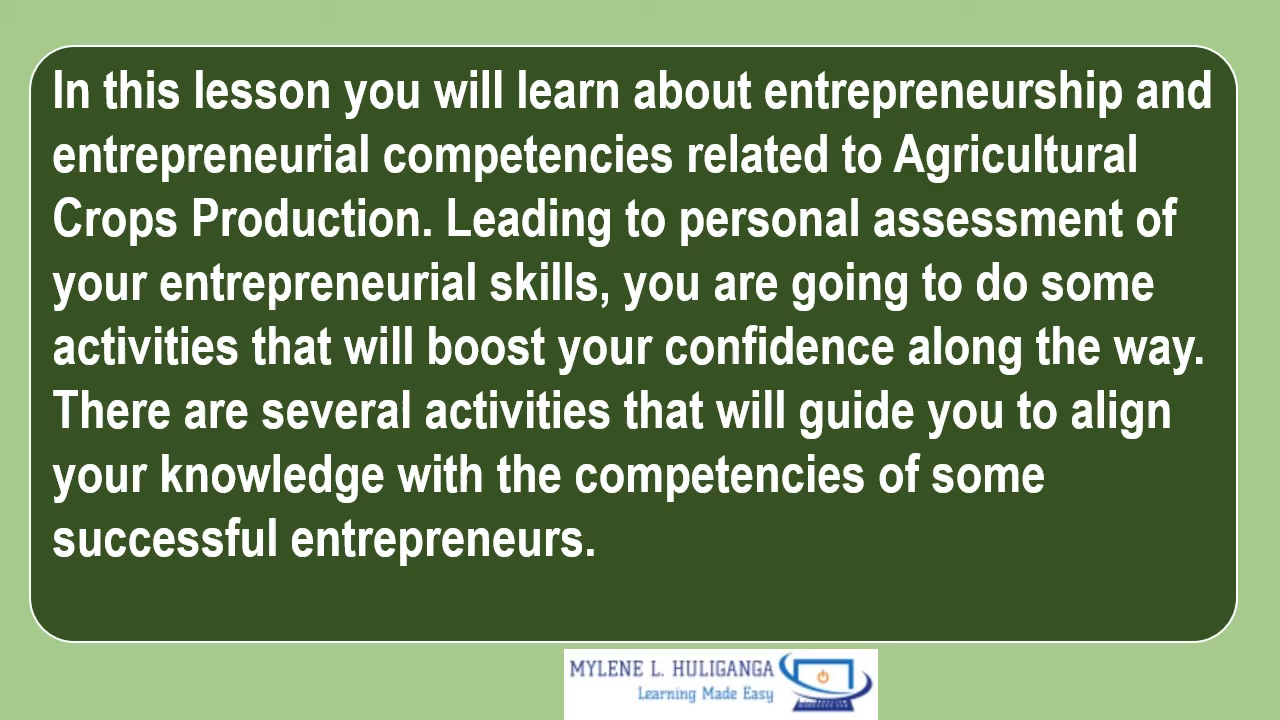 In this lesson you will learn about entrepreneurship and
entrepreneurial competencies related to Agricultural
Crops Production. Leading to personal assessment of
your entrepreneurial skills, you are going to do some
activities that will boost your confidence along the way.
There are several activities that will guide you to align
your knowledge with the competencies of some
successful entrepreneurs.
MYLENE L. HULIGANGA
Learning Made Easy